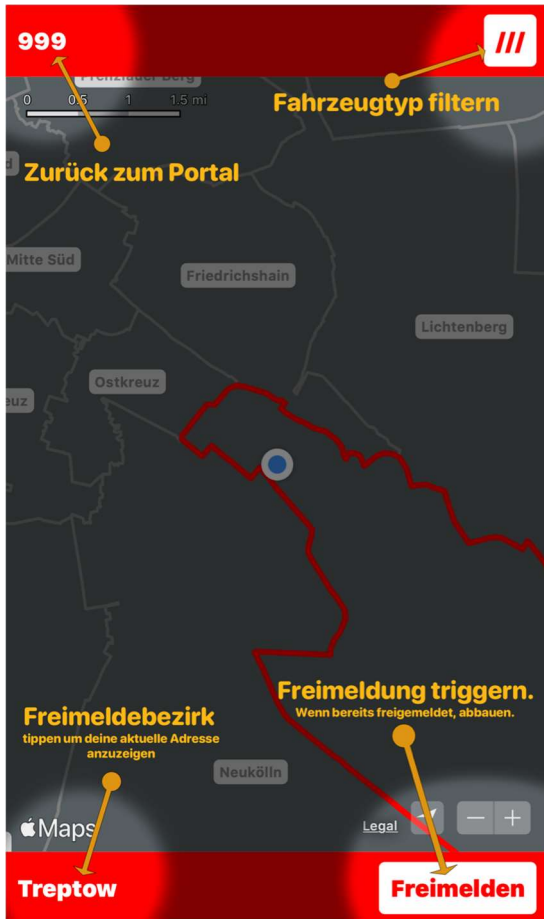 999
///
Prenzlauer Berg
0 0.5 1 1.5 mi
Fahrzeugtyp filtern
Zurück zum Portal
Mitte Süd
Friedrichshain
Lichtenberg
Ostkreuz
Freimeldung triggern.
Wenn bereits freigemeldet, abbauen.
Freimeldebezirk
tippen um deine aktuelle Adresse
anzuzeigen
Neukölln
Maps
Legal
− +
Treptow
Freimelden